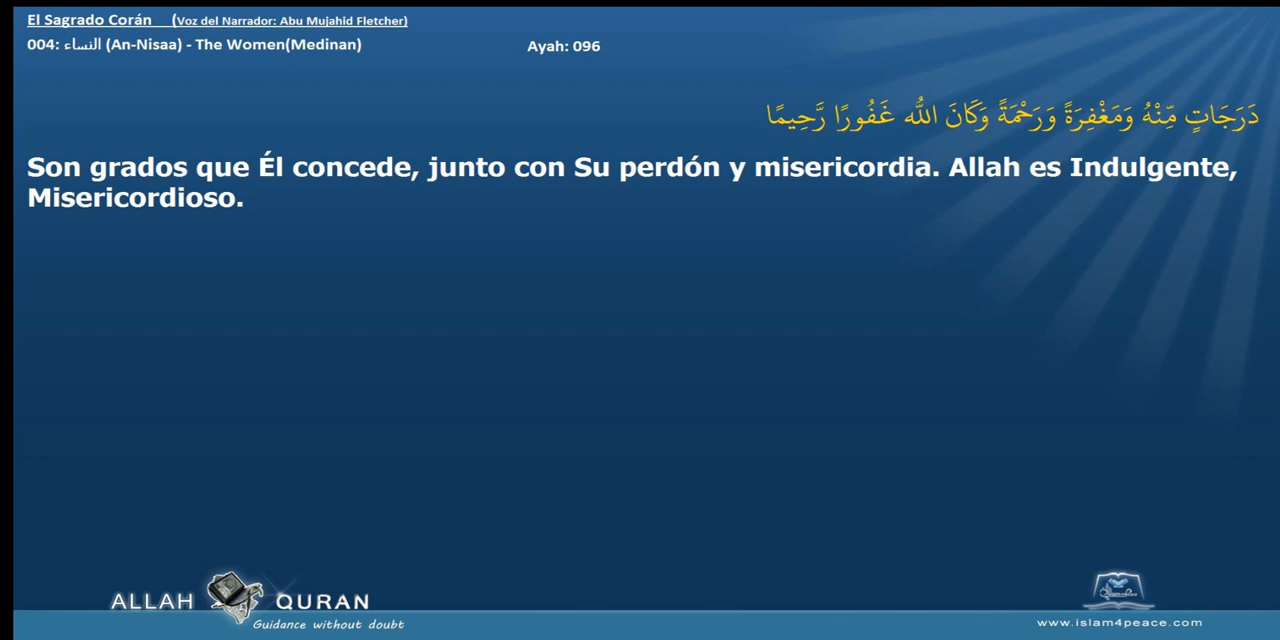 El Sagrado Corán (Voz del Narrador: Abu Mujahid Fletcher)
004: النساء (An-Nisaa) - The Women(Medinan)
Ayah: 096
دَرَجَاتٍ مِّنْهُ وَمَغْفِرَةً وَرَحْمَةً وَكَانَ اللّٰه غَفُورًا رَّحِيمًا
Son grados que Él concede, junto con Su perdón y misericordia. Allah es Indulgente,
Misericordioso.
ALLAH QURAN
Guidance without doubt
www.islam4peace.com